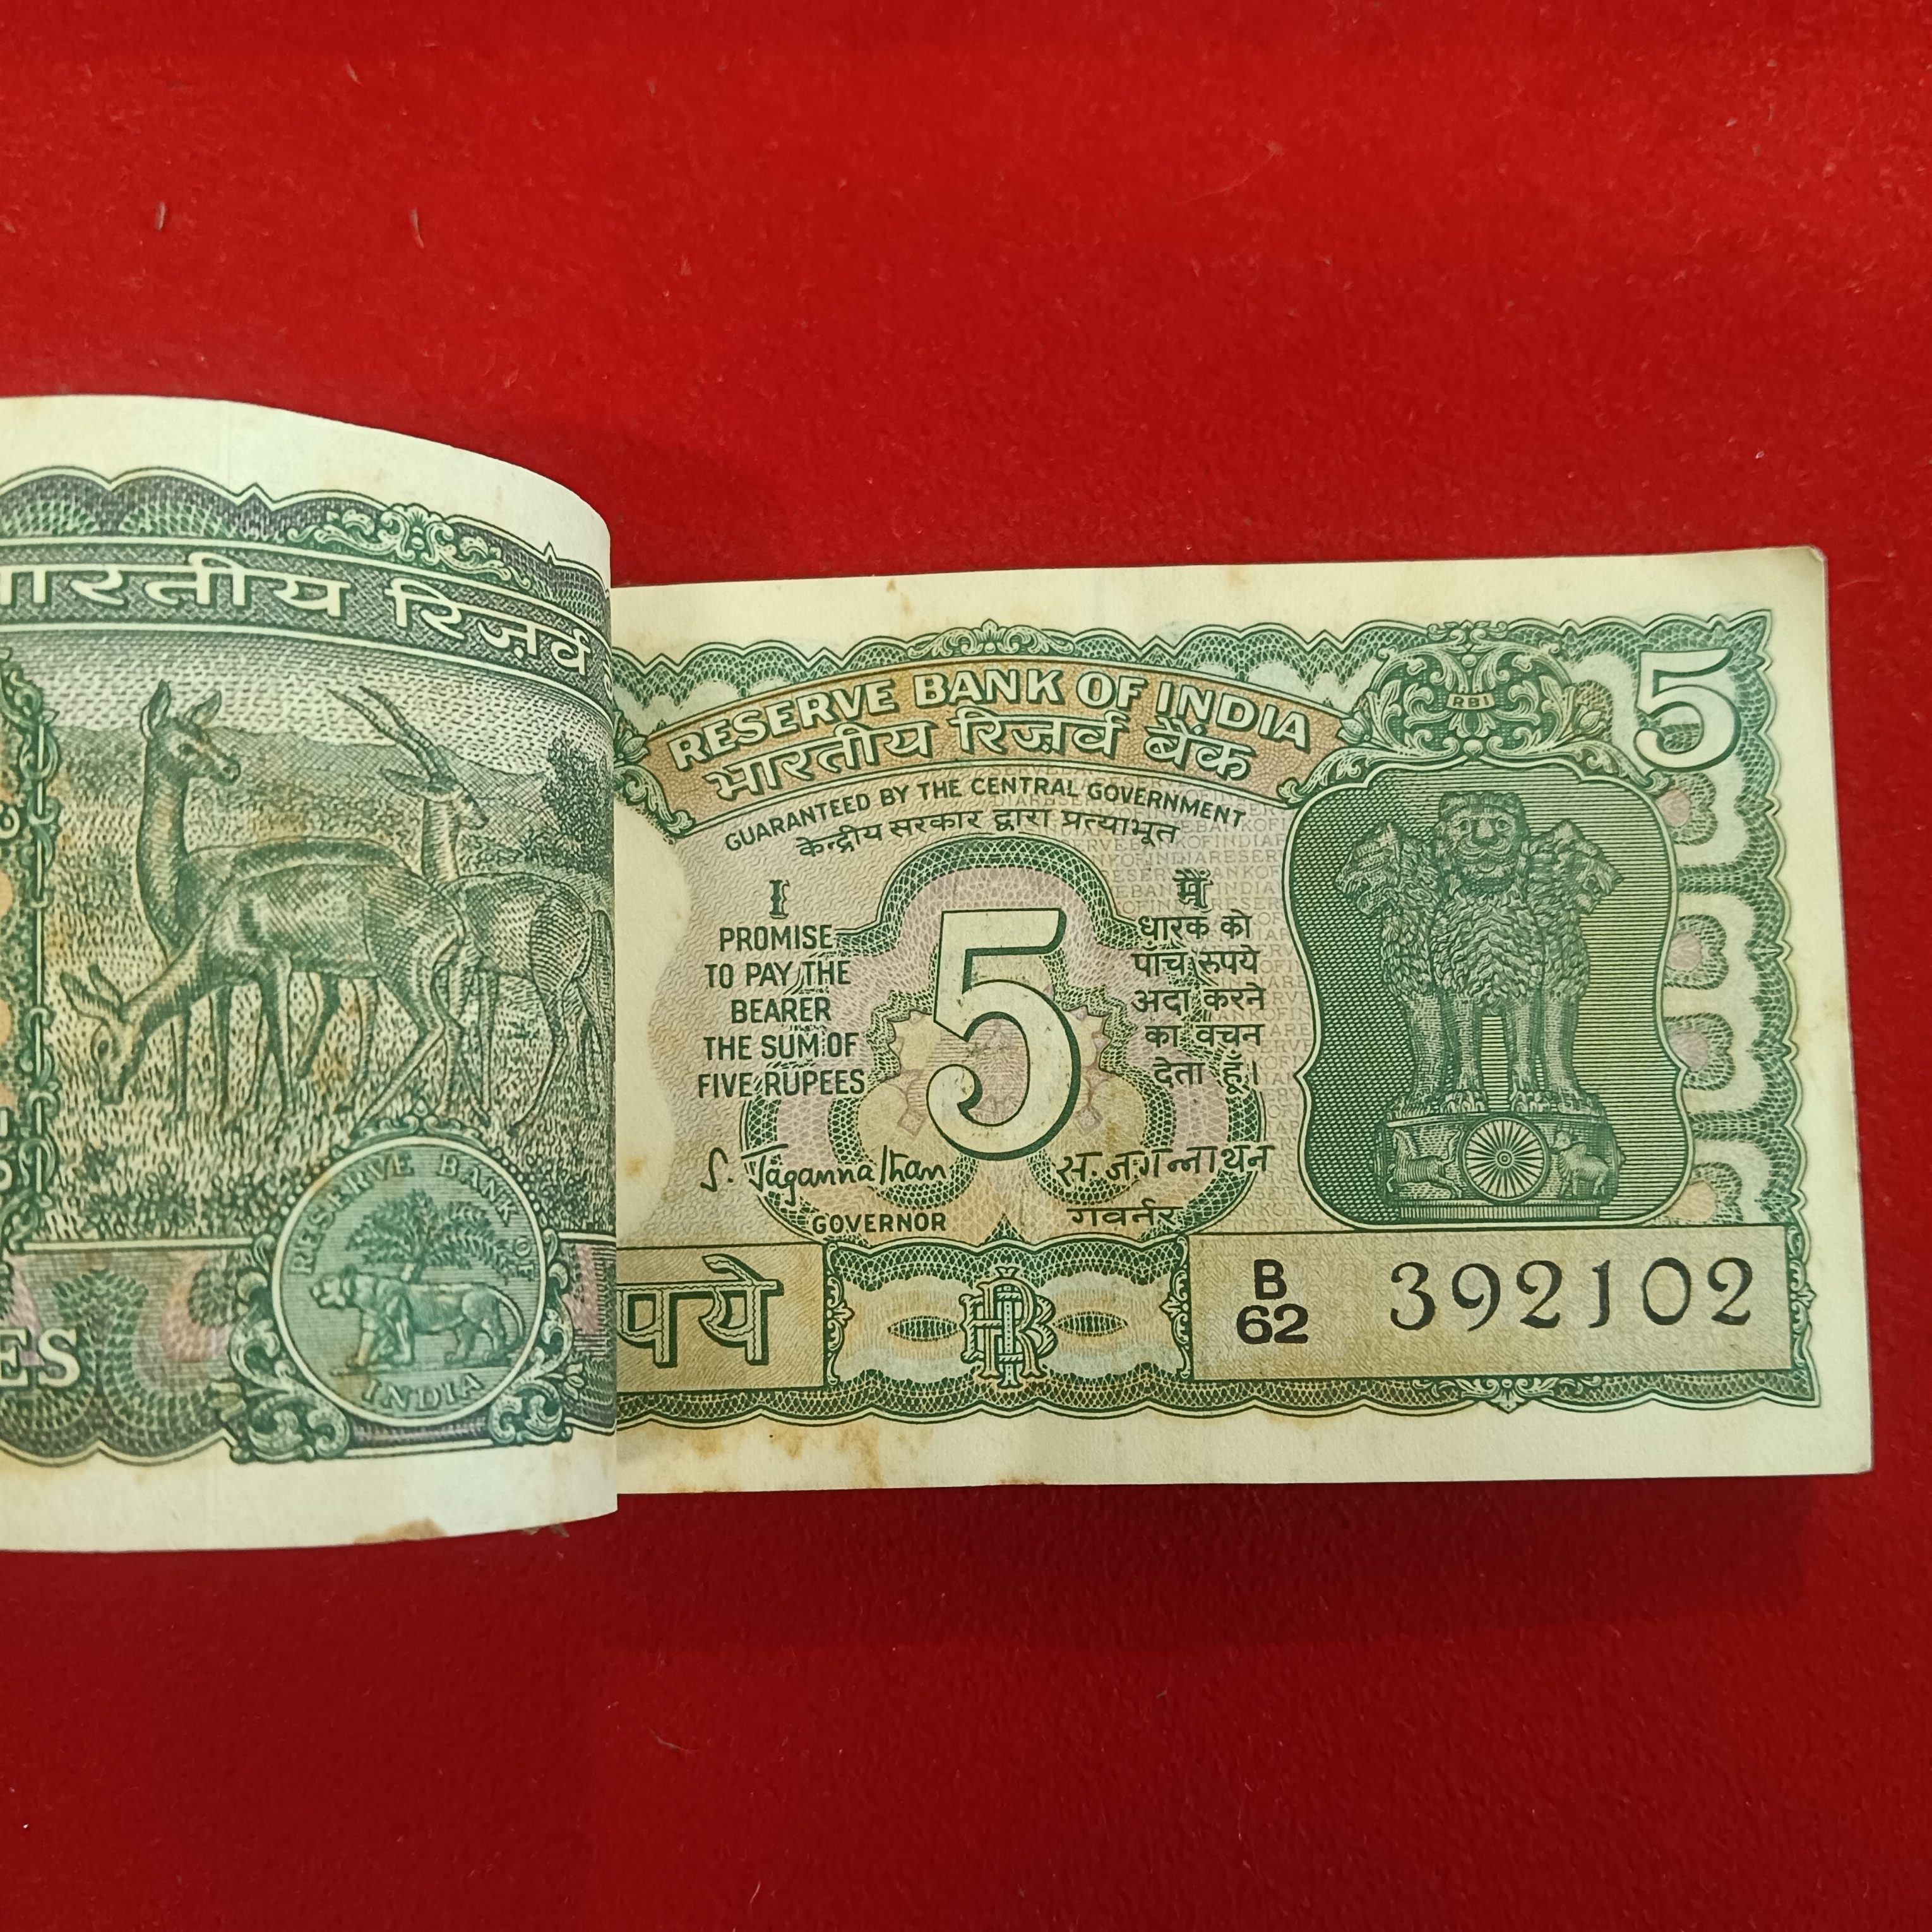 भारतीय रिज़र्व
ES
RESERVE BANK OF
INDIA
RESERVE BANK OF INDIA
भारतीय रिज़र्व बैंक
GUARANTEED BY THE CENTRAL GOVERNMENT
केन्द्रीय सरकार द्वारा प्रत्याभूत
RBI
5
I
PROMISE
TO PAY THE
BEARER
THE SUM OF
FIVE RUPEES
5
मैं
धारक को
पांच रुपये
अदा करने
का वचन
देता हूँ।
S. Jagannathan
GOVERNOR
स. जगन्नाथन
गवर्नर
पये
B
62
392102